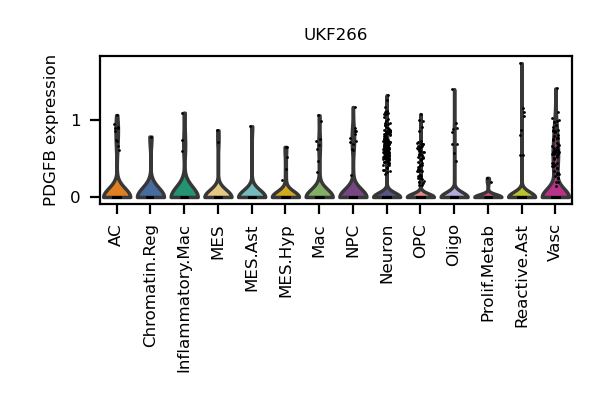 UKF266
PDGFB expression
1
0
AC
Chromatin.Reg
Inflammatory.Mac
MES
MES.Ast
MES.Hyp
Mac
NPC
Neuron
OPC
Oligo
Prolif.Metab
Reactive.Ast
Vasc